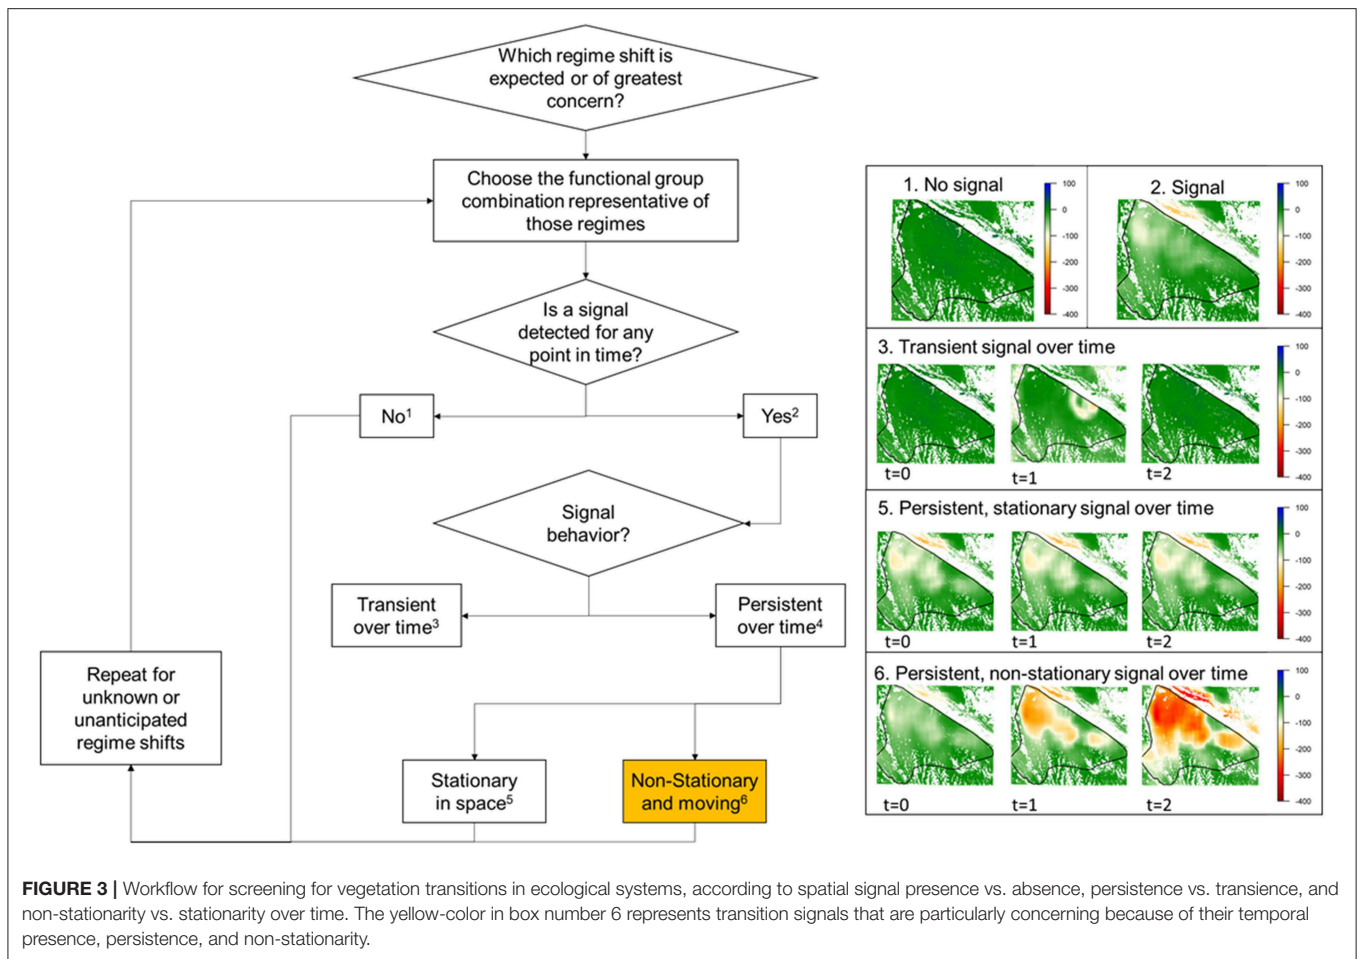 Which regime shift is
expected or of greatest
concern?
Choose the functional group
combination representative of
those regimes
Is a signal
detected for any
point in time?
No¹
Yes²
Signal
behavior?
Transient
over time³
Persistent
over time⁴
Repeat for
unknown or
unanticipated
regime shifts
Stationary
in space⁵
Non-Stationary
and moving⁶
1. No signal
100
0
-100
-200
-300
-400
2. Signal
100
0
-100
-200
-300
-400
3. Transient signal over time
100
0
-100
-200
-300
-400
t=0
t=1
t=2
5. Persistent, stationary signal over time
100
0
-100
-200
-300
-400
t=0
t=1
t=2
6. Persistent, non-stationary signal over time
100
0
-100
-200
-300
-400
t=0
t=1
t=2
FIGURE 3 | Workflow for screening for vegetation transitions in ecological systems, according to spatial signal presence vs. absence, persistence vs. transience, and
non-stationarity vs. stationarity over time. The yellow-color in box number 6 represents transition signals that are particularly concerning because of their temporal
presence, persistence, and non-stationarity.